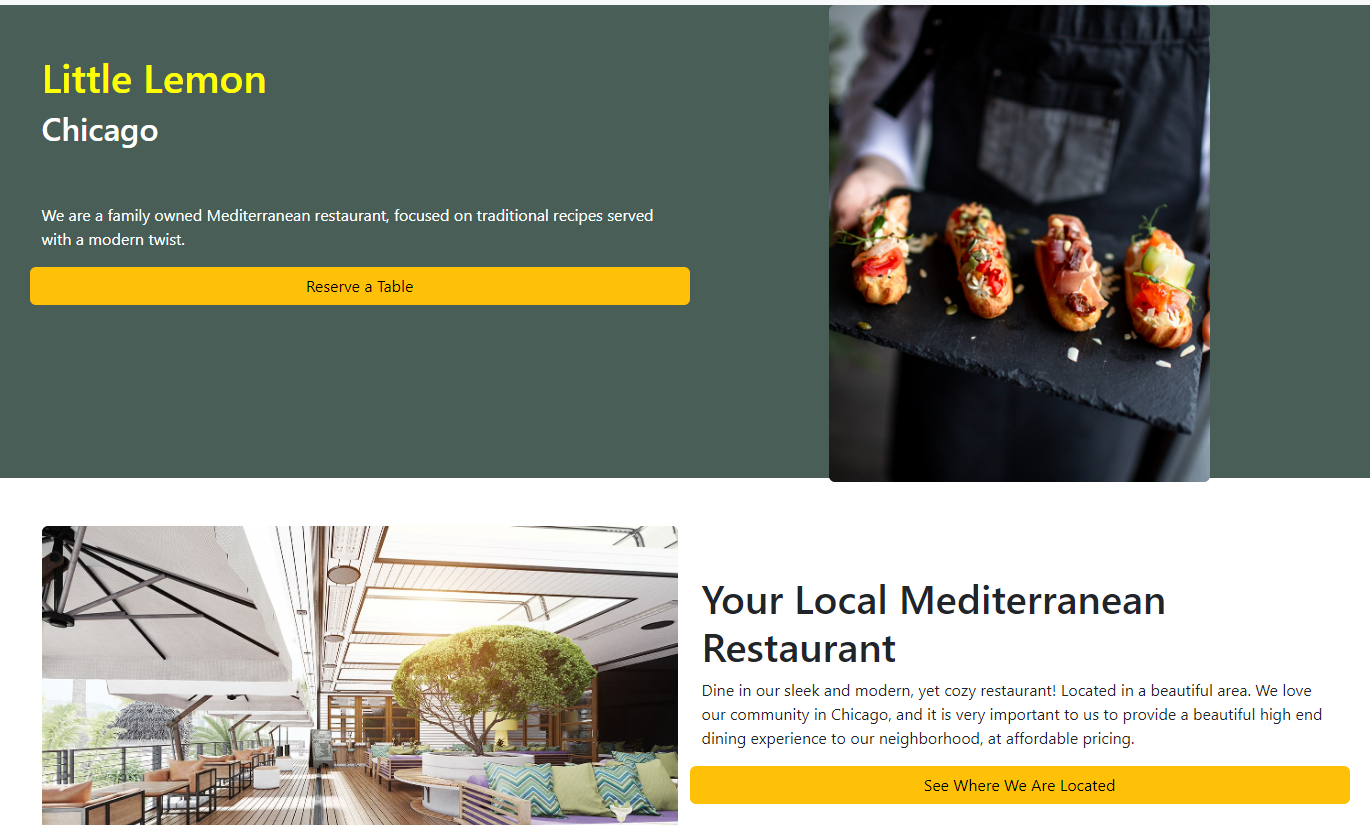 Little Lemon
Chicago
We are a family owned Mediterranean restaurant, focused on traditional recipes served
with a modern twist.
Reserve a Table
Your Local Mediterranean
Restaurant
Dine in our sleek and modern, yet cozy restaurant! Located in a beautiful area. We love
our community in Chicago, and it is very important to us to provide a beautiful high end
dining experience to our neighborhood, at affordable pricing.
See Where We Are Located